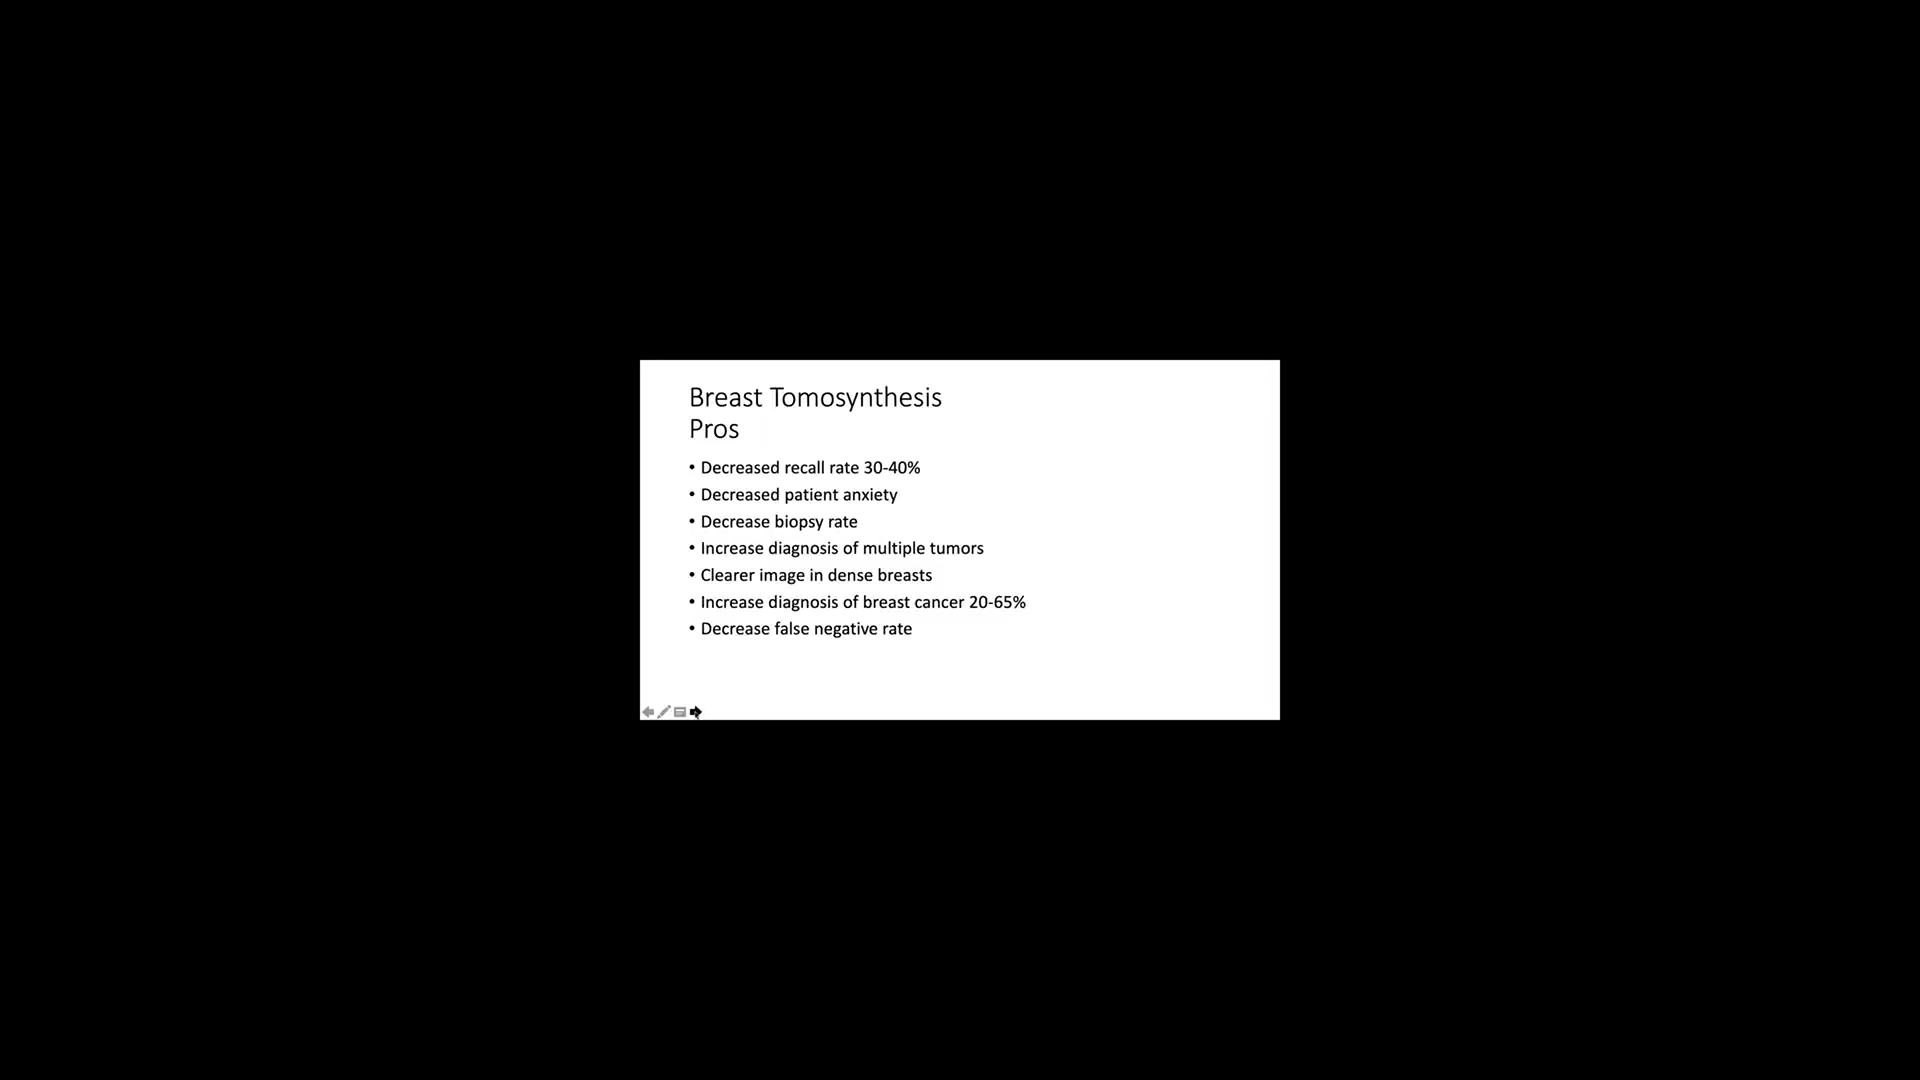 Breast Tomosynthesis
Pros
• Decreased recall rate 30-40%
• Decreased patient anxiety
• Decrease biopsy rate
• Increase diagnosis of multiple tumors
• Clearer image in dense breasts
• Increase diagnosis of breast cancer 20-65%
• Decrease false negative rate